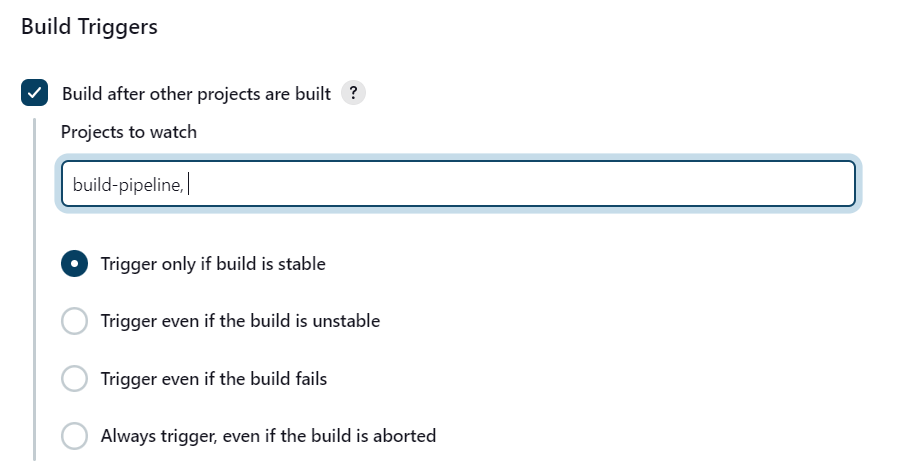 Build Triggers
Build after other projects are built ?
Projects to watch
build-pipeline,
Trigger only if build is stable
Trigger even if the build is unstable
Trigger even if the build fails
Always trigger, even if the build is aborted